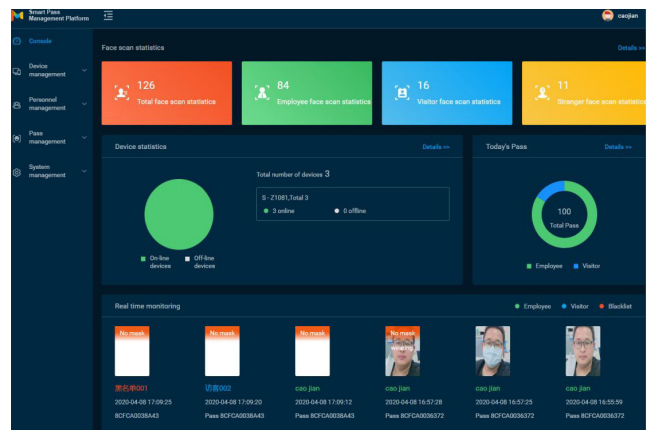 Smart Pass
Management Platform
caojian
Console
Device
management
Personnel
management
Pass
management
System
management
Face scan statistics
Details >>
126
Total face scan statistics
84
Employee face scan statistics
16
Visitor face scan statistics
11
Stranger face scan statistics
Device statistics
Details >>
Total number of devices 3
S - Z1081,Total 3
3 online 0 offline
On-line
devices
Off-line
devices
Today's Pass
Details >>
100
Total Pass
Employee Visitor
Real time monitoring
Employee Visitor Blacklist
No mask
No mask
No mask
No mask
wearing
黑名单001
访客002
cao jian
cao jian
cao jian
cao jian
2020-04-08 17:09:25
2020-04-08 17:09:20
2020-04-08 17:09:12
2020-04-08 16:57:28
2020-04-08 16:57:25
2020-04-08 16:55:59
8CFCA0038A43
Pass 8CFCA0038A43
Pass 8CFCA0038A43
Pass 8CFCA0036372
Pass 8CFCA0036372
Pass 8CFCA0036372